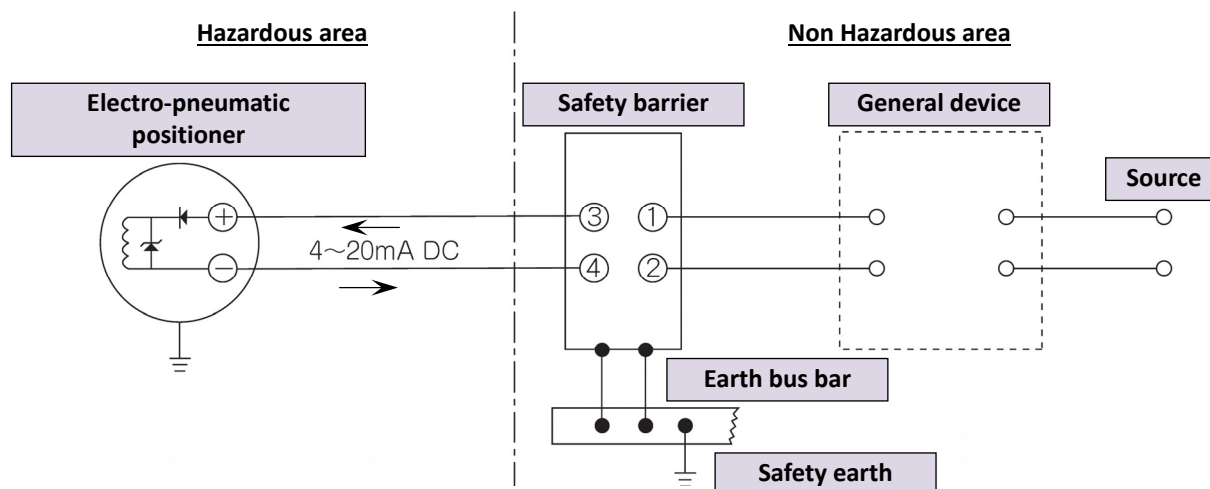 Hazardous area
Non Hazardous area
Electro-pneumatic
positioner
Safety barrier
General device
Source
+
③ ①
4~20mA DC
−
④ ②
Earth bus bar
Safety earth